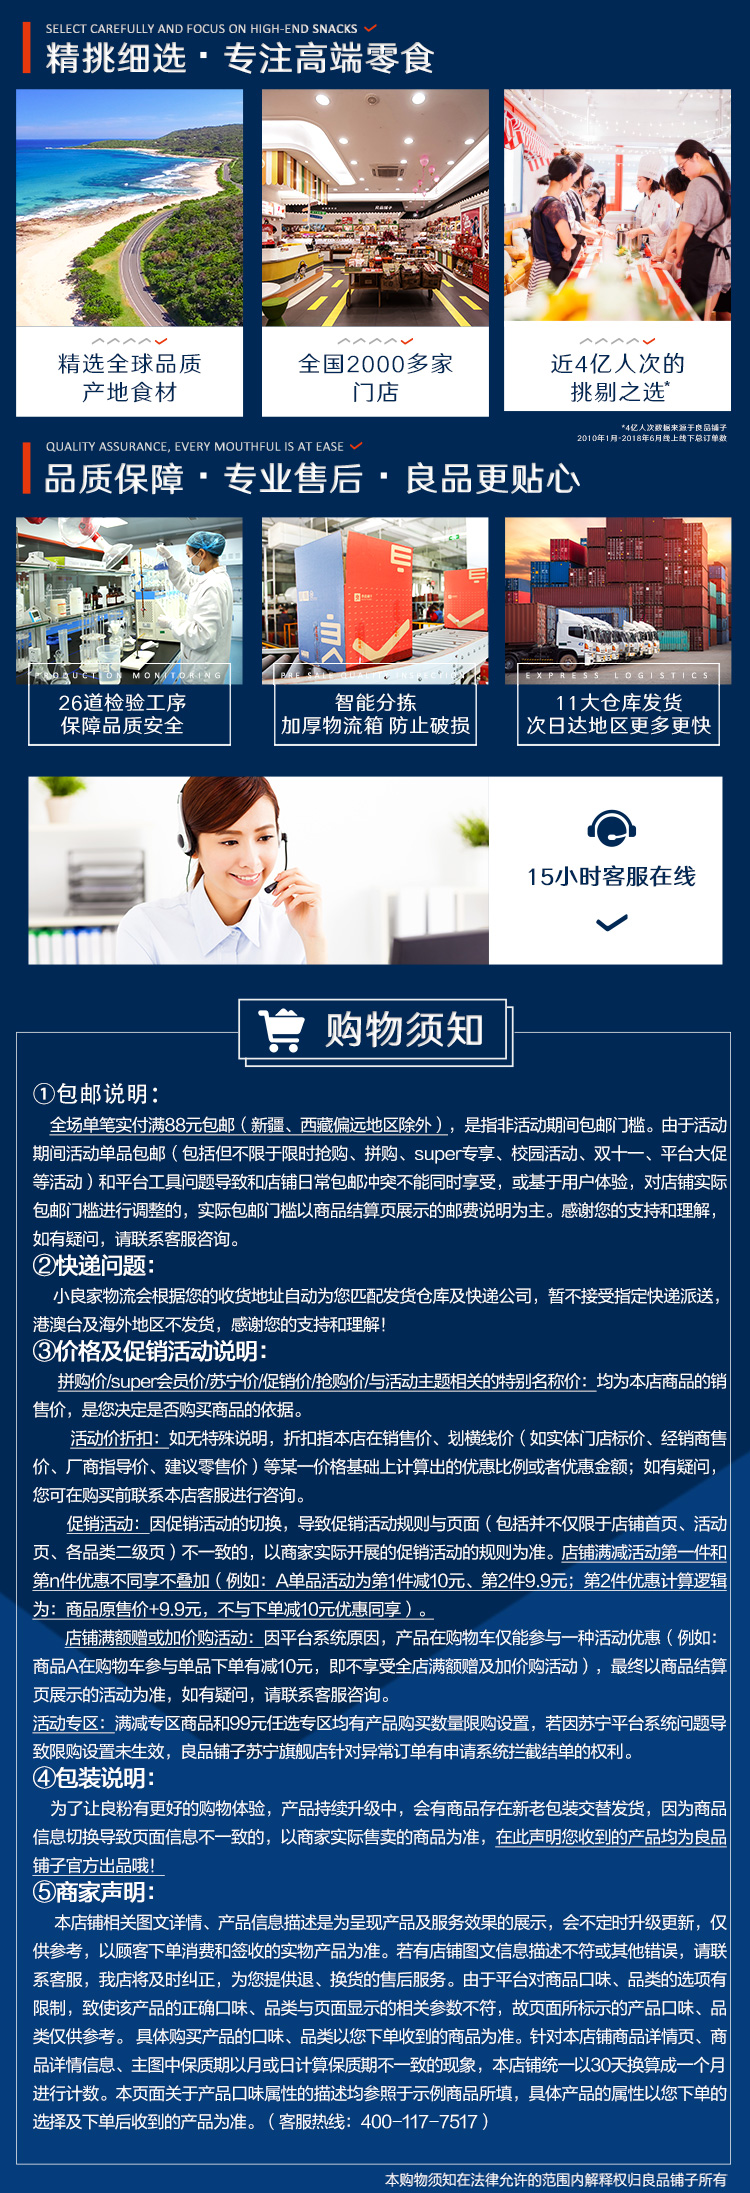 SELECT CAREFULLY AND FOCUS ON HIGH-END SNACKS
精挑细选·专注高端零食
良品铺子
精选全球品质
产地食材
全国2000多家
门店
近4亿人次的
挑剔之选*
*4亿人次数据来源于良品铺子
2010年1月-2018年6月线上线下总订单数
QUALITY ASSURANCE, EVERY MOUTHFUL IS AT EASE
品质保障·专业售后·良品更贴心
PRODUCTION MONITORING
26道检验工序
保障品质安全
PRE-SALE QUALITY INSPECTION
智能分拣
加厚物流箱 防止破损
EXPRESS LOGISTICS
11大仓库发货
次日达地区更多更快
15小时客服在线
购物须知
①包邮说明：
全场单笔实付满88元包邮（新疆、西藏偏远地区除外），是指非活动期间包邮门槛。由于活动
期间活动单品包邮（包括但不限于限时抢购、拼购、super专享、校园活动、双十一、平台大促
等活动）和平台工具问题导致和店铺日常包邮冲突不能同时享受，或基于用户体验，对店铺实际
包邮门槛进行调整的，实际包邮门槛以商品结算页展示的邮费说明为主。感谢您的支持和理解，
如有疑问，请联系客服咨询。
②快递问题：
小良家物流会根据您的收货地址自动为您匹配发货仓库及快递公司，暂不接受指定快递派送，
港澳台及海外地区不发货，感谢您的支持和理解！
③价格及促销活动说明：
拼购价/super会员价/苏宁价/促销价/抢购价/与活动主题相关的特别名称价：均为本店商品的销
售价，是您决定是否购买商品的依据。
活动价折扣：如无特殊说明，折扣指本店在销售价、划横线价（如实体门店标价、经销商售
价、厂商指导价、建议零售价）等某一价格基础上计算出的优惠比例或者优惠金额；如有疑问，
您可在购买前联系本店客服进行咨询。
促销活动：因促销活动的切换，导致促销活动规则与页面（包括并不仅限于店铺首页、活动
页、各品类二级页）不一致的，以商家实际开展的促销活动的规则为准。店铺满减活动第一件和
第n件优惠不同享不叠加（例如：A单品活动为第1件减10元、第2件9.9元；第2件优惠计算逻辑
为：商品原售价+9.9元，不与下单减10元优惠同享）。
店铺满额赠或加价购活动：因平台系统原因，产品在购物车仅能参与一种活动优惠（例如：
商品A在购物车参与单品下单有减10元，即不享受全店满额赠及加价购活动），最终以商品结算
页展示的活动为准，如有疑问，请联系客服咨询。
活动专区：满减专区商品和99元任选专区均有产品购买数量限购设置，若因苏宁平台系统问题导
致限购设置未生效，良品铺子苏宁旗舰店针对异常订单有申请系统拦截结单的权利。
④包装说明：
为了让良粉有更好的购物体验，产品持续升级中，会有商品存在新老包装交替发货，因为商品
信息切换导致页面信息不一致的，以商家实际售卖的商品为准，在此声明您收到的产品均为良品
铺子官方出品哦！
⑤商家声明：
本店铺相关图文详情、产品信息描述是为呈现产品及服务效果的展示，会不定时升级更新，仅
供参考，以顾客下单消费和签收的实物产品为准。若有店铺图文信息描述不符或其他错误，请联
系客服，我店将及时纠正，为您提供退、换货的售后服务。由于平台对商品口味、品类的选项有
限制，致使该产品的正确口味、品类与页面显示的相关参数不符，故页面所标示的产品口味、品
类仅供参考。 具体购买产品的口味、品类以您下单收到的商品为准。针对本店铺商品详情页、商
品详情信息、主图中保质期以月或日计算保质期不一致的现象，本店铺统一以30天换算成一个月
进行计数。本页面关于产品口味属性的描述均参照于示例商品所填，具体产品的属性以您下单的
选择及下单后收到的产品为准。（客服热线：400-117-7517）
本购物须知在法律允许的范围内解释权归良品铺子所有